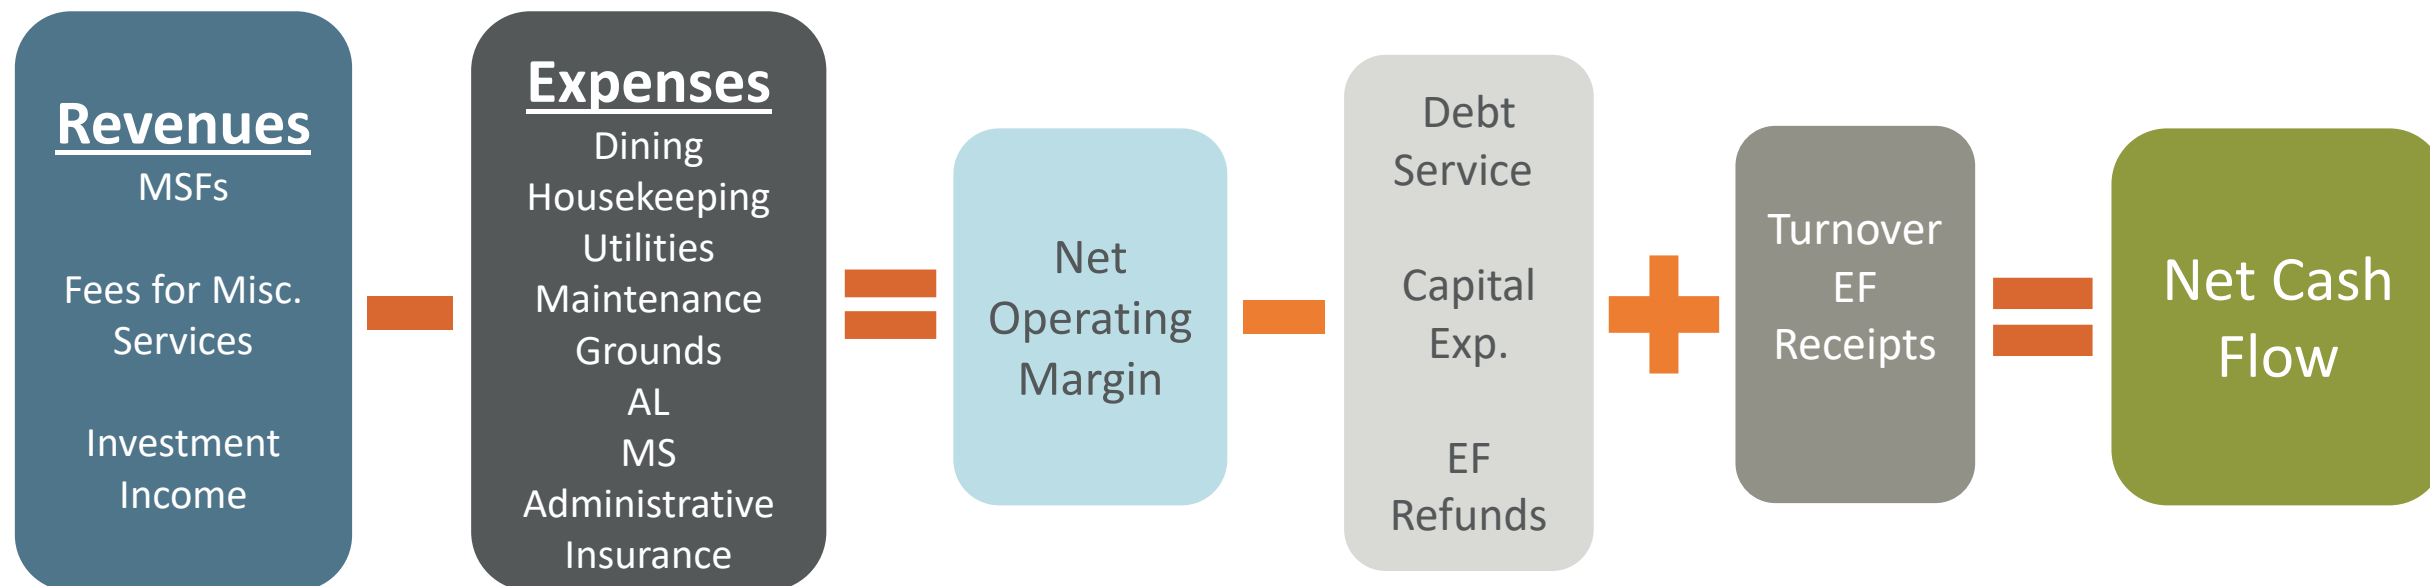 Revenues
MSFs
Fees for Misc.
Services
Investment
Income
Expenses
Dining
Housekeeping
Utilities
Maintenance
Grounds
AL
MS
Administrative
Insurance
Net
Operating
Margin
Debt
Service
Capital
Exp.
EF
Refunds
Turnover
EF
Receipts
Net Cash
Flow